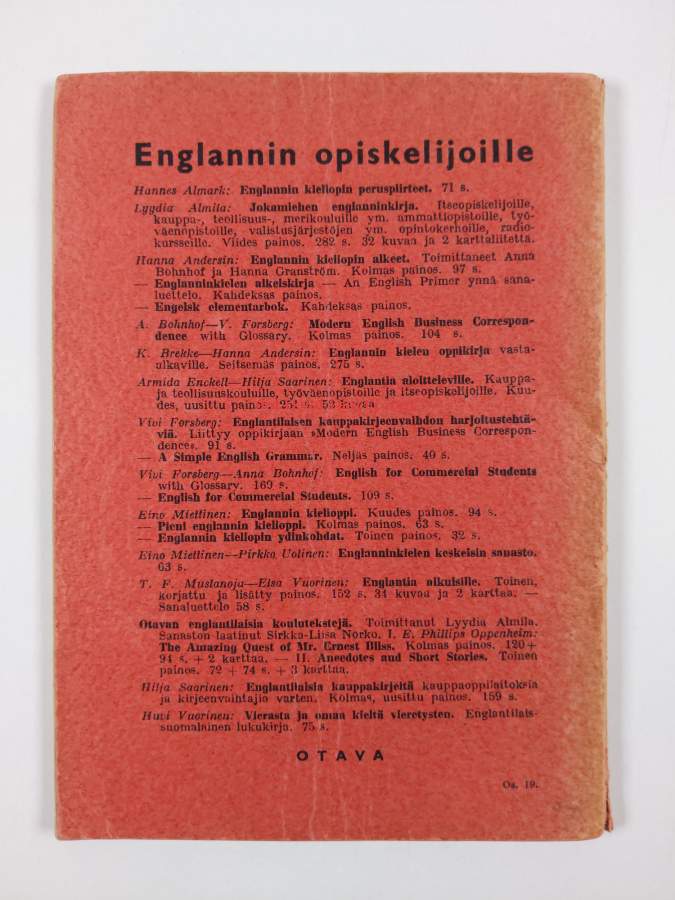 Englannin opiskelijoille
Hannes Almark: Englannin kieliopin peruspiirteet. 71 s.
Lyydia Almila: Jokamiehen englanninkirja. Itseopiskelijoille,
kauppa-, teollisuus-, merikouluille ym. ammattiopistoille, työ-
väenopistoille, valistusjärjestöjen ym. opintokerhoille, radio-
kursseille. Viides painos. 282 s. 32 kuvaa ja 2 karttaliitettä.
Hanna Andersin: Englannin kieliopin alkeet. Toimittaneet Anna
Bohnhof ja Hanna Granström. Kolmas painos. 97 s.
— Englanninkielen alkeiskirja — An English Primer ynnä sana-
luettelo. Kahdeksas painos.
— Engelsk elementarbok. Kahdeksas painos.
A. Bohnhof—V. Forsberg: Modern English Business Correspon-
dence with Glossary. Kolmas painos. 104 s.
K. Brekke—Hanna Andersin: Englannin kielen oppikirja vasta-
alkaville. Seitsemäs painos. 275 s.
Armida Enckell—Hilja Saarinen: Englantia aloitteleville. Kauppa-
ja teollisuuskouluille, työväenopistoille ja itseopiskelijoille. Kuu-
des, uusittu painos. 251 s. 53 kuvaa
Vivi Forsberg: Englantilaisen kauppakirjeenvaihdon harjoitustehtä-
viä. Liittyy oppikirjaan »Modern English Business Correspon-
dence». 91 s.
— A Simple English Grammar. Neljäs painos. 40 s.
Vivi Forsberg—Anna Bohnhof: English for Commercial Students
with Glossary. 169 s.
— English for Commercial Students. 109 s.
Eino Miettinen: Englannin kielioppi. Kuudes painos. 94 s.
— Pieni englannin kielioppi. Kolmas painos. 63 s.
— Englannin kieliopin ydinkohdat. Toinen painos. 32 s.
Eino Miettinen—Pirkko Uotinen: Englanninkielen keskeisin sanasto.
63 s.
T. F. Mustanoja—Elsa Vuorinen: Englantia aikuisille. Toinen,
korjattu ja lisätty painos. 152 s. 34 kuvaa ja 2 karttaa. —
Sanaluettelo 58 s.
Otavan englantilaisia koulutekstejä. Toimittanut Lyydia Almila.
Sanaston laatinut Sirkka-Liisa Norko. I. E. Phillips Oppenheim:
The Amazing Quest of Mr. Ernest Bliss. Kolmas painos. 120 +
94 s. + 2 karttaa. — II. Anecdotes and Short Stories. Toinen
painos. 72 + 74 s. + 3 karttaa.
Hilja Saarinen: Englantilaisia kauppakirjeitä kauppaoppilaitoksia
ja kirjeenvaihtajia varten. Kolmas, uusittu painos. 159 s.
Huvi Vuorinen: Vierasta ja omaa kieltä vieretysten. Englantilais-
suomalainen lukukirja. 75 s.
OTAVA
Os. 19.